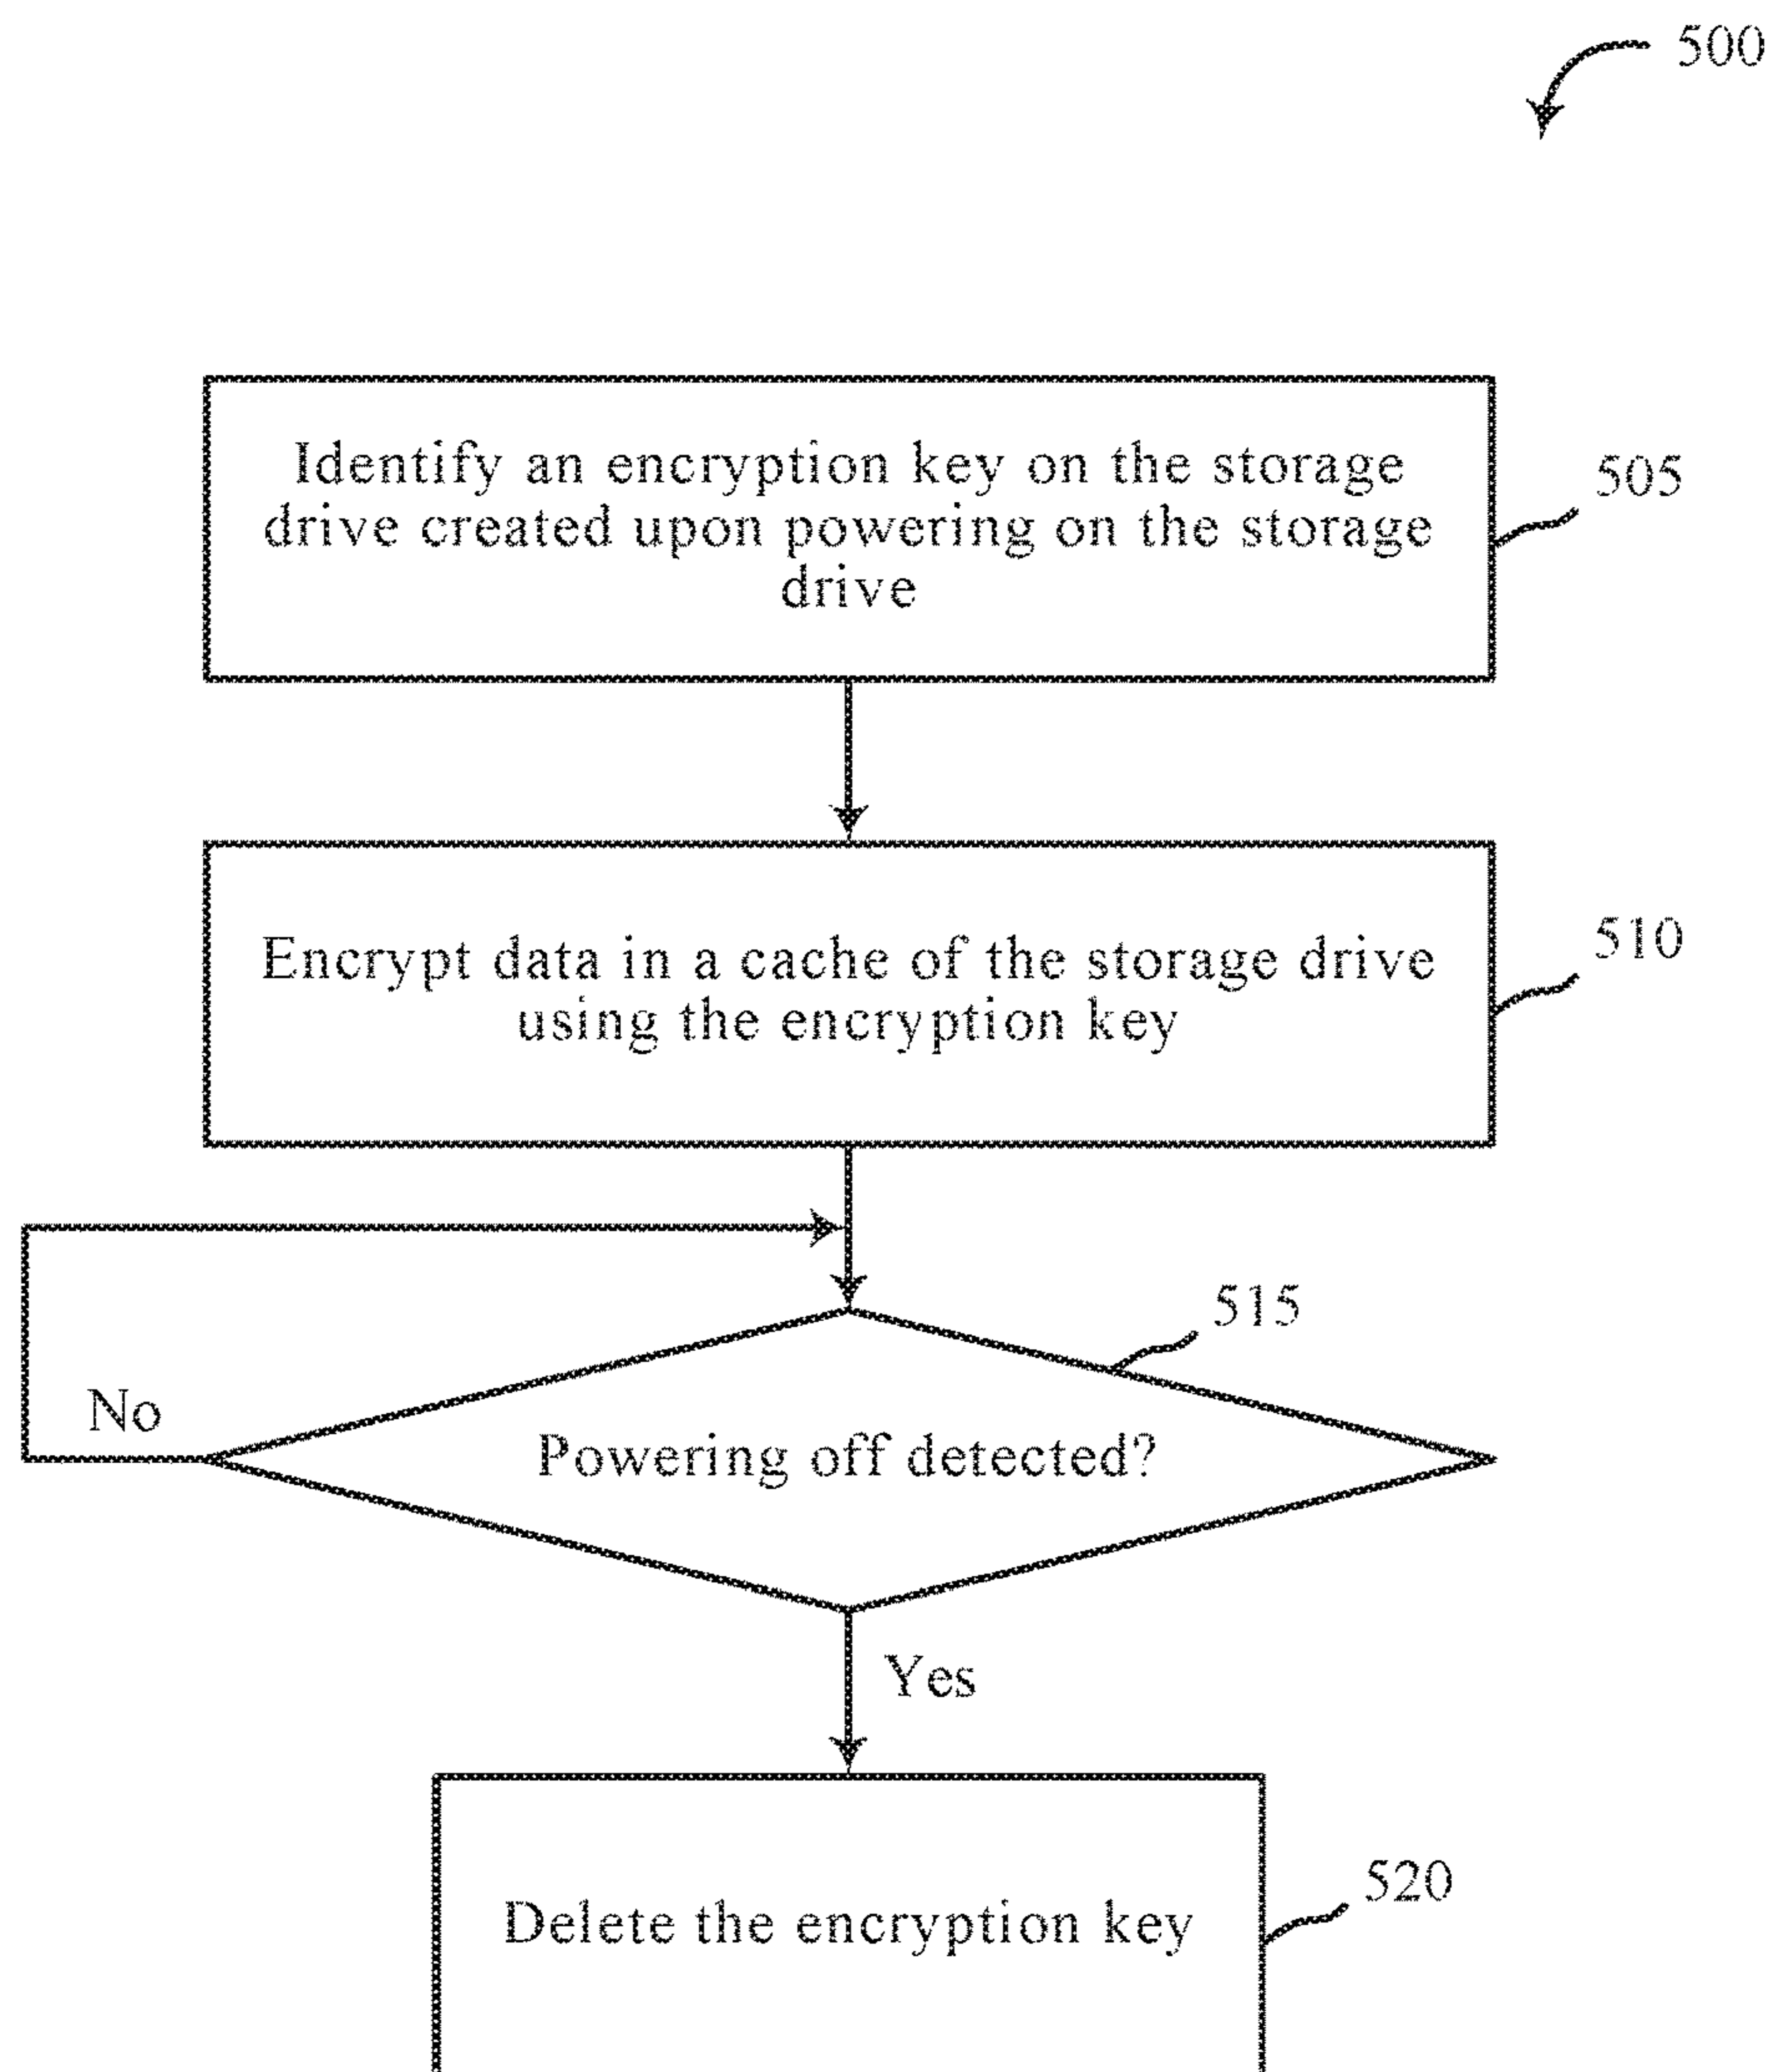 500
Identify an encryption key on the storage
drive created upon powering on the storage
drive
505
Encrypt data in a cache of the storage drive
using the encryption key
510
515
No
Powering off detected?
Yes
Delete the encryption key
520